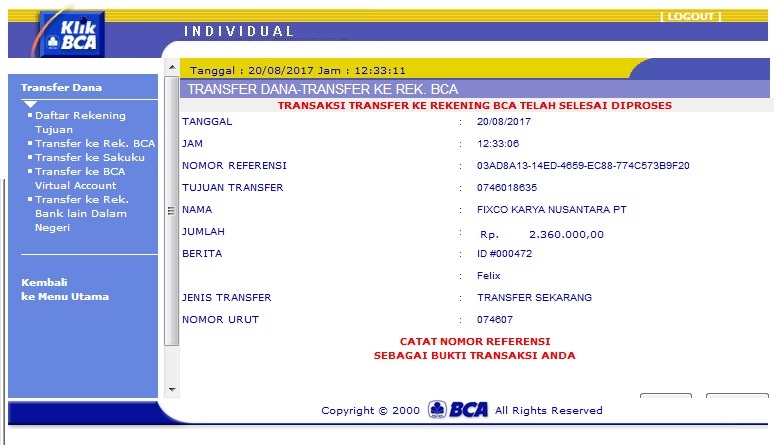 Klik
BCA
INDIVIDUAL
[ LOGOUT ]
Tanggal : 20/08/2017 Jam : 12:33:11
Transfer Dana
Daftar Rekening
Tujuan
Transfer ke Rek. BCA
Transfer ke Sakuku
Transfer ke BCA
Virtual Account
Transfer ke Rek.
Bank lain Dalam
Negeri
Kembali
ke Menu Utama
TRANSFER DANA-TRANSFER KE REK. BCA
TRANSAKSI TRANSFER KE REKENING BCA TELAH SELESAI DIPROSES
TANGGAL : 20/08/2017
JAM : 12:33:06
NOMOR REFERENSI : 03AD8A13-14ED-4659-EC88-774C573B9F20
TUJUAN TRANSFER : 0746018635
NAMA : FIXCO KARYA NUSANTARA PT
JUMLAH : Rp. 2.360.000,00
BERITA : ID #000472
: Felix
JENIS TRANSFER : TRANSFER SEKARANG
NOMOR URUT : 074607
CATAT NOMOR REFERENSI
SEBAGAI BUKTI TRANSAKSI ANDA
Copyright © 2000 BCA All Rights Reserved